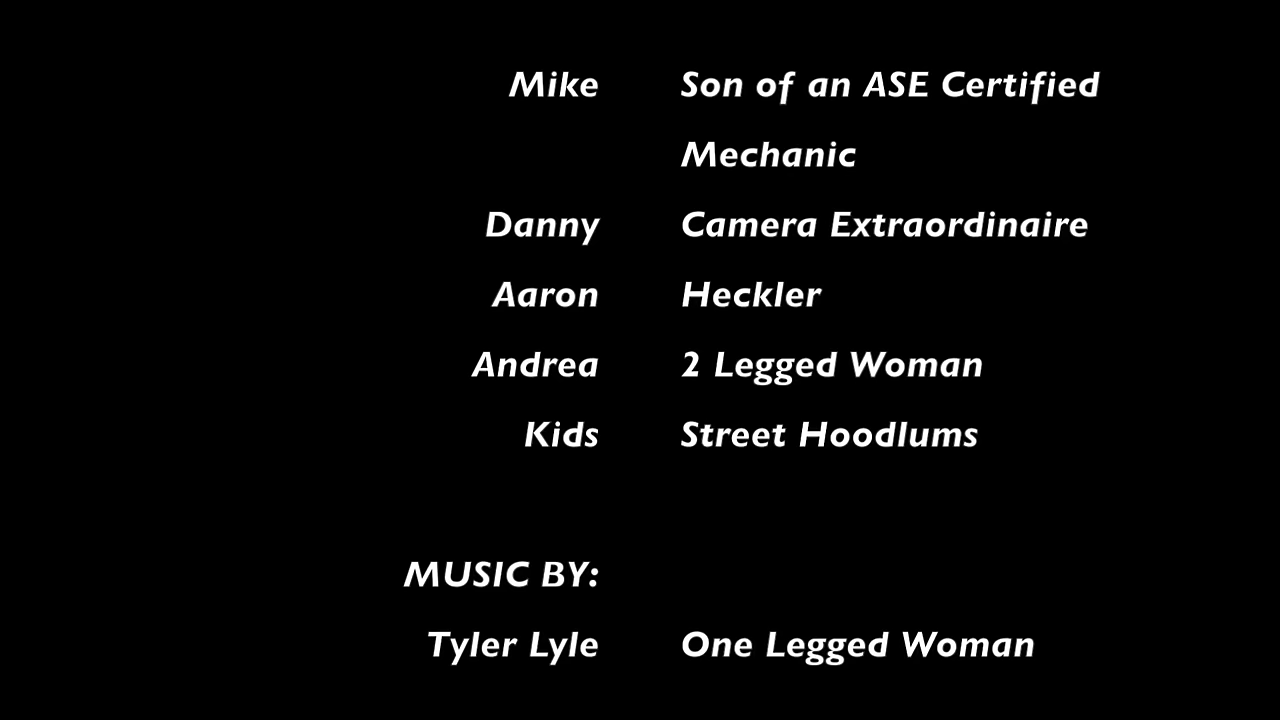 Mike Son of an ASE Certified
Mechanic
Danny Camera Extraordinaire
Aaron Heckler
Andrea 2 Legged Woman
Kids Street Hoodlums
MUSIC BY:
Tyler Lyle One Legged Woman